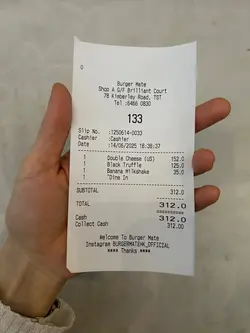 0
Burger Mate
Shop A G/F Brilliant Court
78 Kimberley Road, TST
Tel :6466 0830
133
Slip No. :1250614-0033
Cashier :Cashier
Date :14/06/2025 18:38:37
1 Double Cheese (US) 152.0
1 Black Truffle 125.0
1 Banana Milkshake 35.0
1 *Dine In
SUBTOTAL 312.0
TOTAL 312.0
Cash 312.0
Collect Cash 312.00
Welcome To Burger Mate
Instagram BURGERMATEHK_OFFICIAL
**** Thanks ****